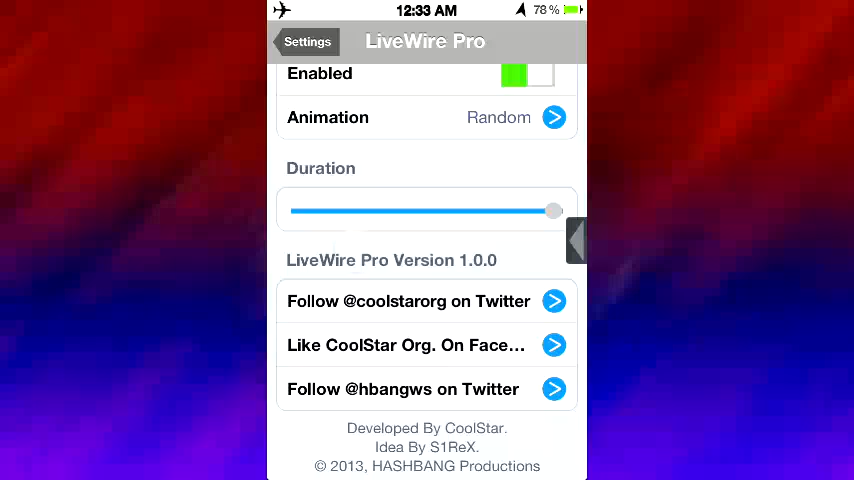 12:33 AM
78 %
Settings
LiveWire Pro
Enabled
Animation Random
Duration
LiveWire Pro Version 1.0.0
Follow @coolstarorg on Twitter
Like CoolStar Org. On Face...
Follow @hbangws on Twitter
Developed By CoolStar.
Idea By S1ReX.
© 2013, HASHBANG Productions